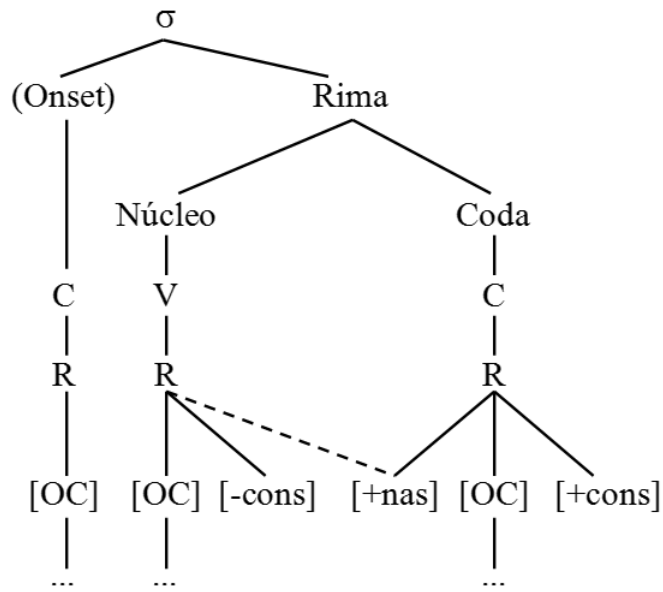 σ
(Onset) Rima
Núcleo Coda
C V C
R R R
[OC] [OC] [-cons] [+nas] [OC] [+cons]
... ... ...